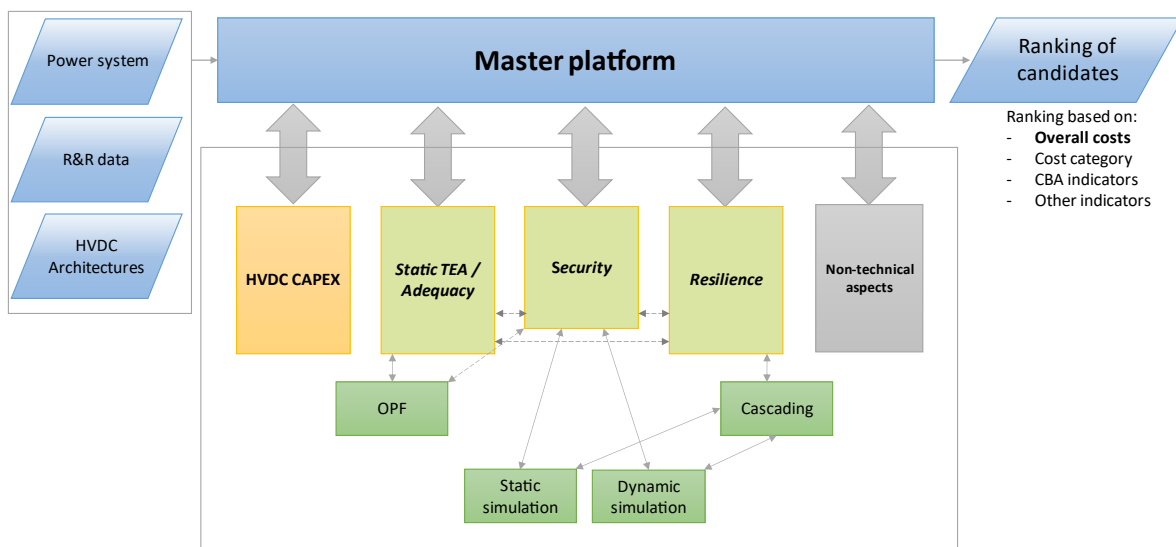 Power system
R&R data
HVDC
Architectures
Master platform
Ranking of
candidates
Ranking based on:
- Overall costs
- Cost category
- CBA indicators
- Other indicators
HVDC CAPEX
Static TEA /
Adequacy
Security
Resilience
Non-technical
aspects
OPF
Cascading
Static
simulation
Dynamic
simulation